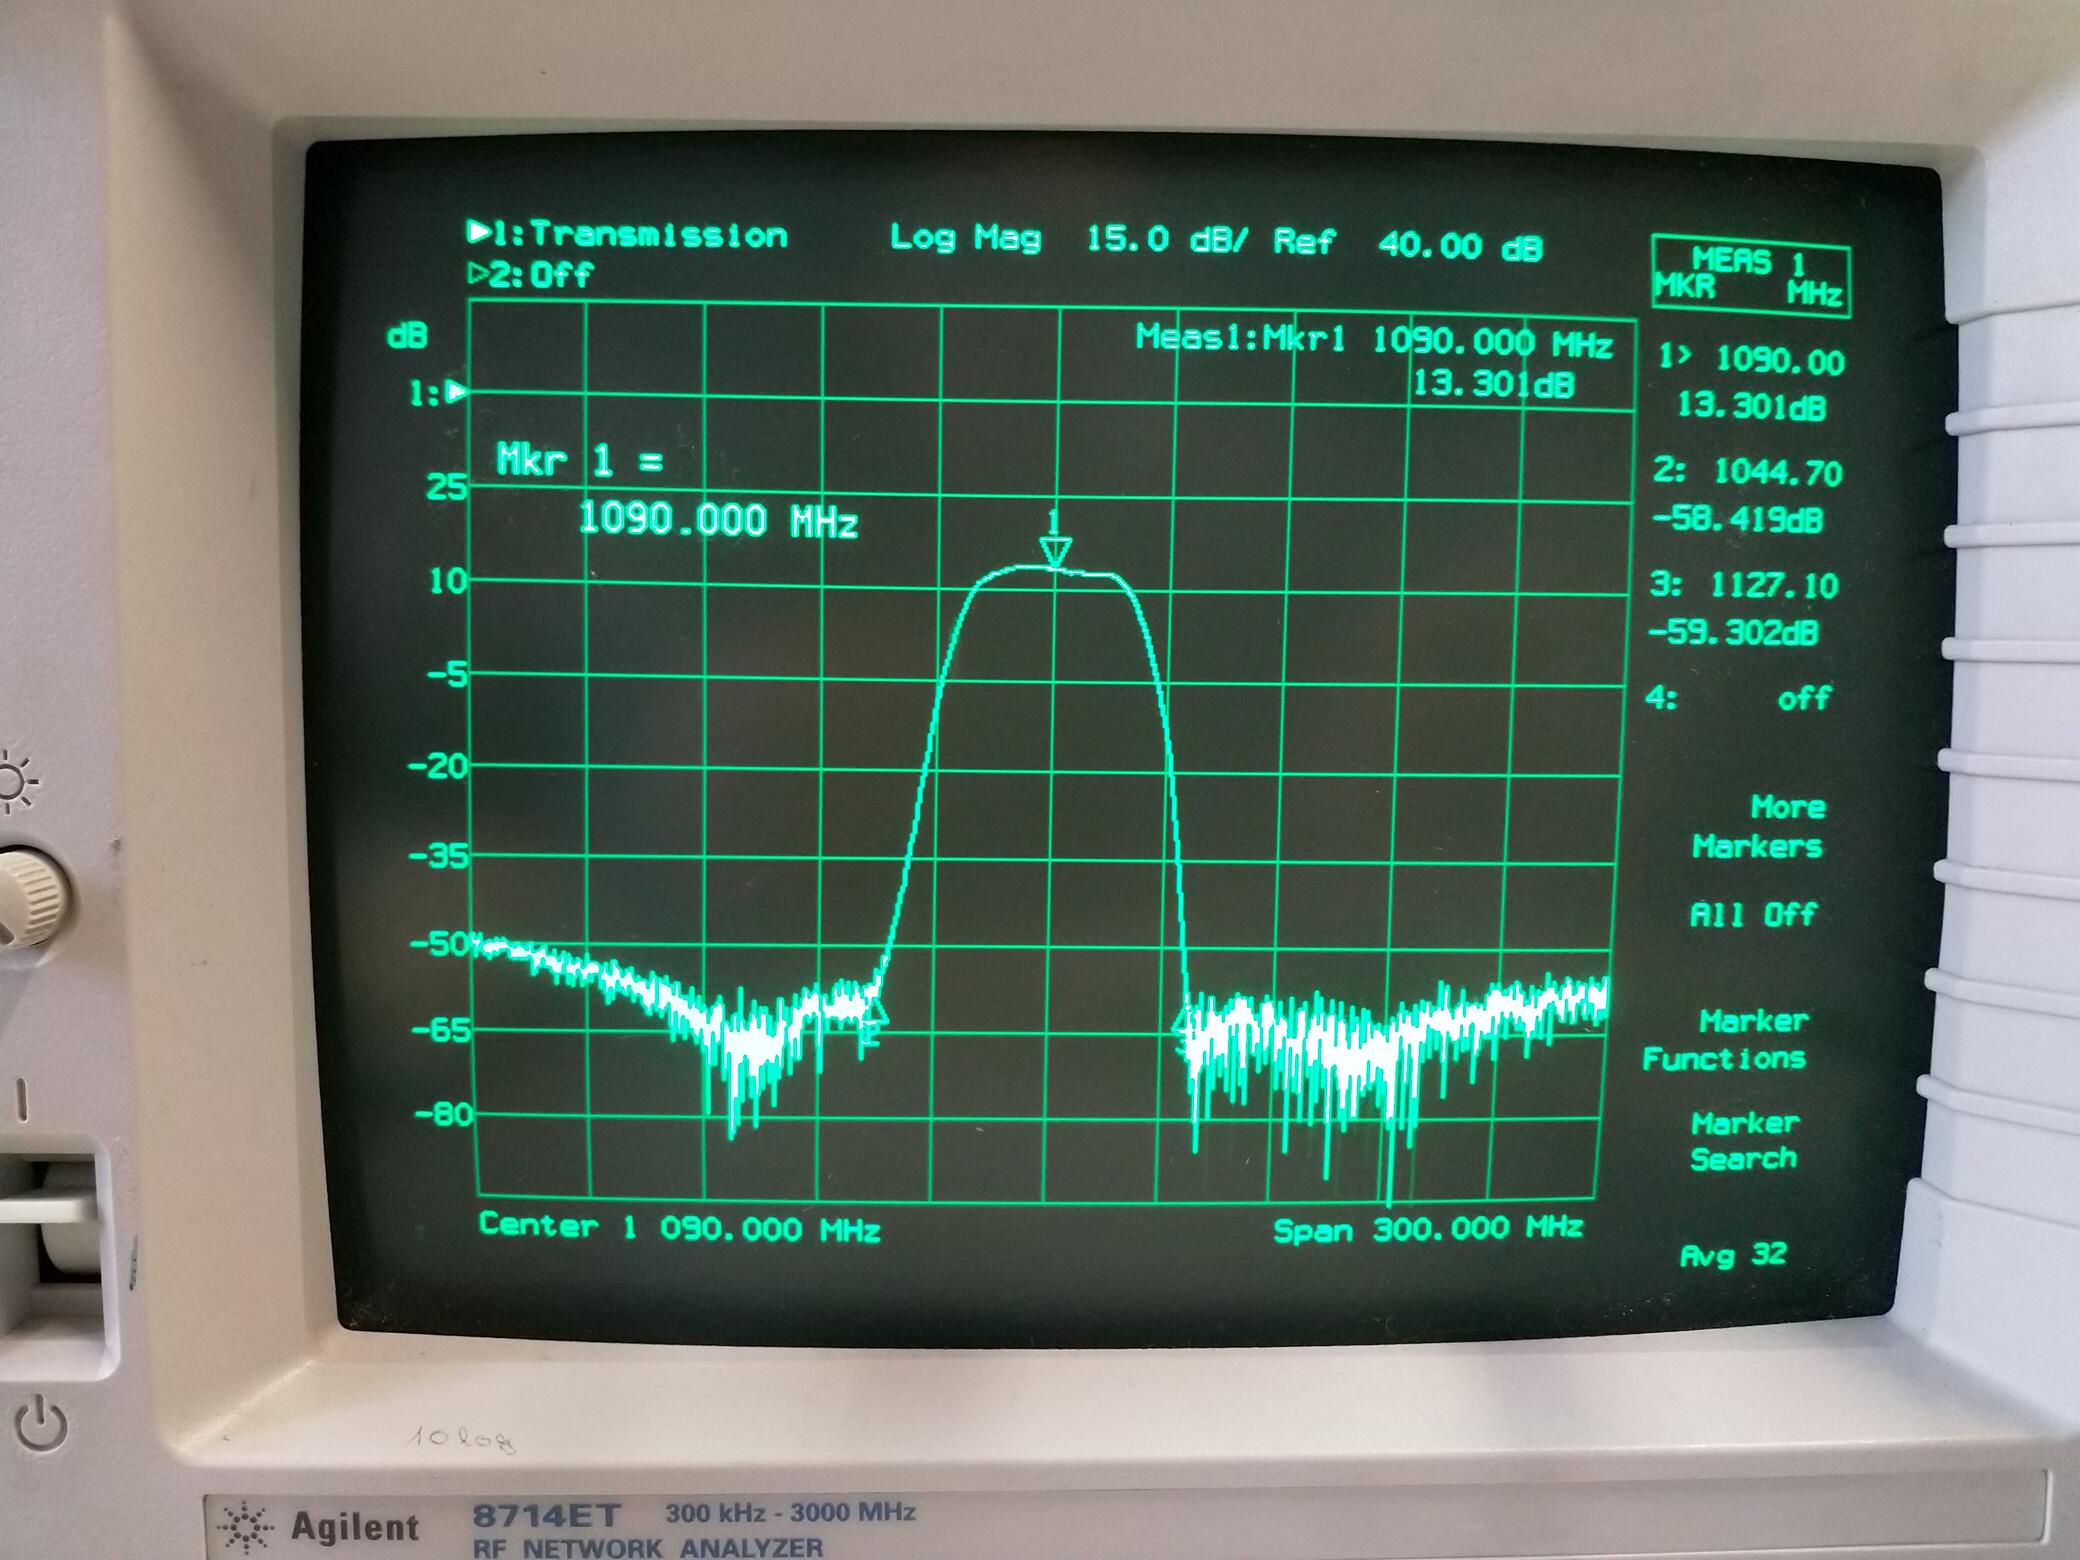 ▶1:Transmission Log Mag 15.0 dB/ Ref 40.00 dB
▷2:Off
MEAS 1
MKR MHz
dB
Meas1:Mkr1 1090.000 MHz
13.301dB
1:▶
1> 1090.00
13.301dB
Mkr 1 =
1090.000 MHz
2: 1044.70
-58.419dB
3: 1127.10
-59.302dB
4: off
25
10
-5
-20
-35
-50
-65
-80
1
2
More
Markers
All Off
Marker
Functions
Marker
Search
Center 1 090.000 MHz Span 300.000 MHz
Avg 32
Agilent 8714ET 300 kHz - 3000 MHz
RF NETWORK ANALYZER